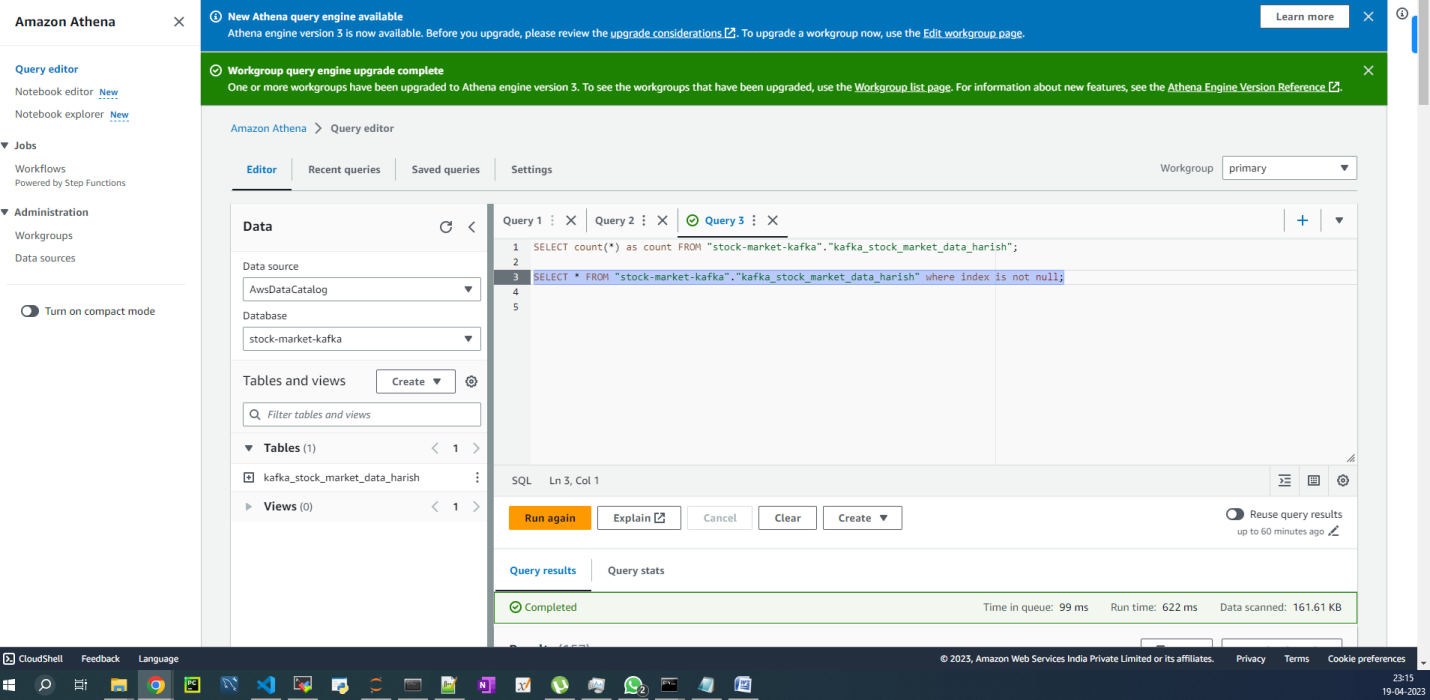 Amazon Athena
New Athena query engine available
Athena engine version 3 is now available. Before you upgrade, please review the upgrade considerations. To upgrade a workgroup now, use the Edit workgroup page.
Learn more
Workgroup query engine upgrade complete
One or more workgroups have been upgraded to Athena engine version 3. To see the workgroups that have been upgraded, use the Workgroup list page. For information about new features, see the Athena Engine Version Reference.
Query editor
Notebook editor New
Notebook explorer New
Jobs
Workflows
Powered by Step Functions
Administration
Workgroups
Data sources
Turn on compact mode
Amazon Athena > Query editor
Editor
Recent queries
Saved queries
Settings
Workgroup
primary
Data
Data source
AwsDataCatalog
Database
stock-market-kafka
Tables and views
Create
Filter tables and views
Tables (1)
1
kafka_stock_market_data_harish
Views (0)
1
Query 1
Query 2
Query 3
1 SELECT count(*) as count FROM "stock-market-kafka"."kafka_stock_market_data_harish";
2
3 SELECT * FROM "stock-market-kafka"."kafka_stock_market_data_harish" where index is not null;
4
5
SQL Ln 3, Col 1
Run again
Explain
Cancel
Clear
Create
Reuse query results
up to 60 minutes ago
Query results
Query stats
Completed
Time in queue: 99 ms
Run time: 622 ms
Data scanned: 161.61 KB
CloudShell
Feedback
Language
© 2023, Amazon Web Services India Private Limited or its affiliates.
Privacy
Terms
Cookie preferences
2
23:15
19-04-2023